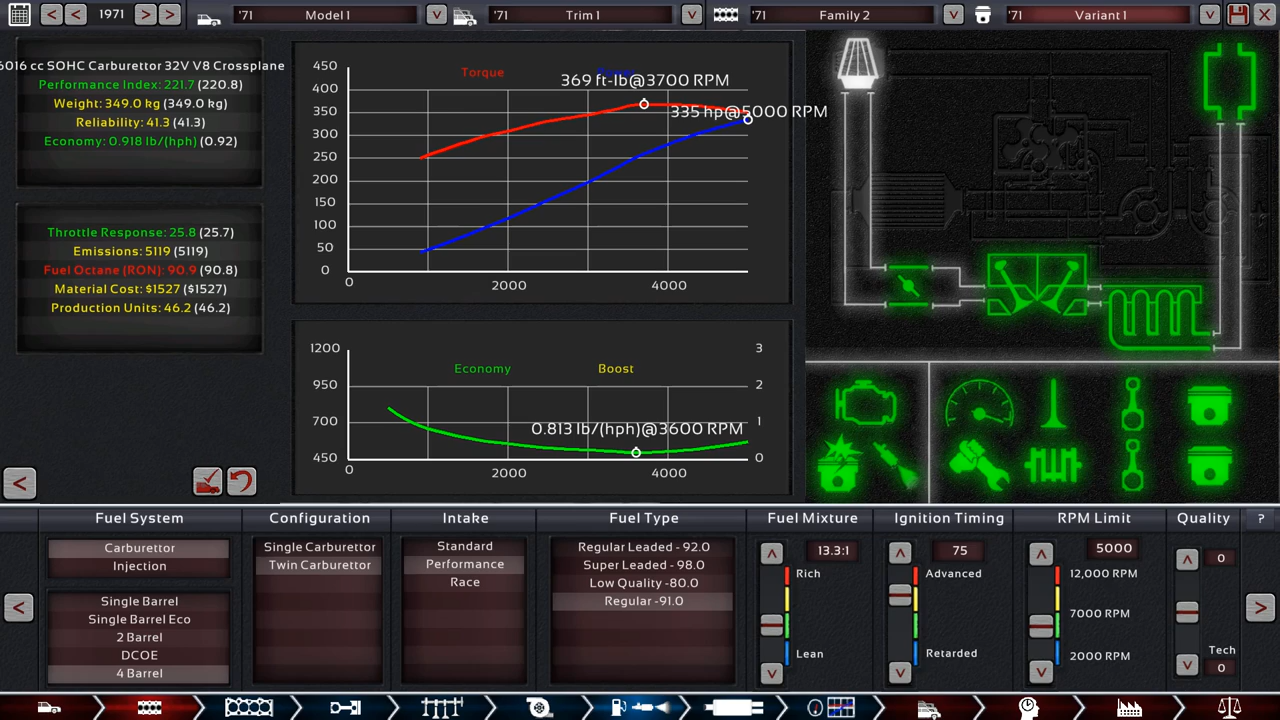 1971
'71 Model 1
'71 Trim 1
'71 Family 2
'71 Variant 1
6016 cc SOHC Carburettor 32V V8 Crossplane
Performance Index: 221.7 (220.8)
Weight: 349.0 kg (349.0 kg)
Reliability: 41.3 (41.3)
Economy: 0.918 lb/(hph) (0.92)
Throttle Response: 25.8 (25.7)
Emissions: 5119 (5119)
Fuel Octane (RON): 90.9 (90.8)
Material Cost: $1527 ($1527)
Production Units: 46.2 (46.2)
450
400
350
300
250
200
150
100
50
0
Torque
369 ft-lb@3700 RPM
335 hp@5000 RPM
0 2000 4000
1200
950
700
450
3
2
1
0
Economy Boost
0.813 lb/(hph)@3600 RPM
0 2000 4000
Fuel System
Carburettor
Injection
Single Barrel
Single Barrel Eco
2 Barrel
DCOE
4 Barrel
Configuration
Single Carburettor
Twin Carburettor
Intake
Standard
Performance
Race
Fuel Type
Regular Leaded - 92.0
Super Leaded - 98.0
Low Quality -80.0
Regular -91.0
Fuel Mixture
13.3:1
Rich
Lean
Ignition Timing
75
Advanced
Retarded
RPM Limit
5000
12,000 RPM
7000 RPM
2000 RPM
Quality
0
Tech
0
?